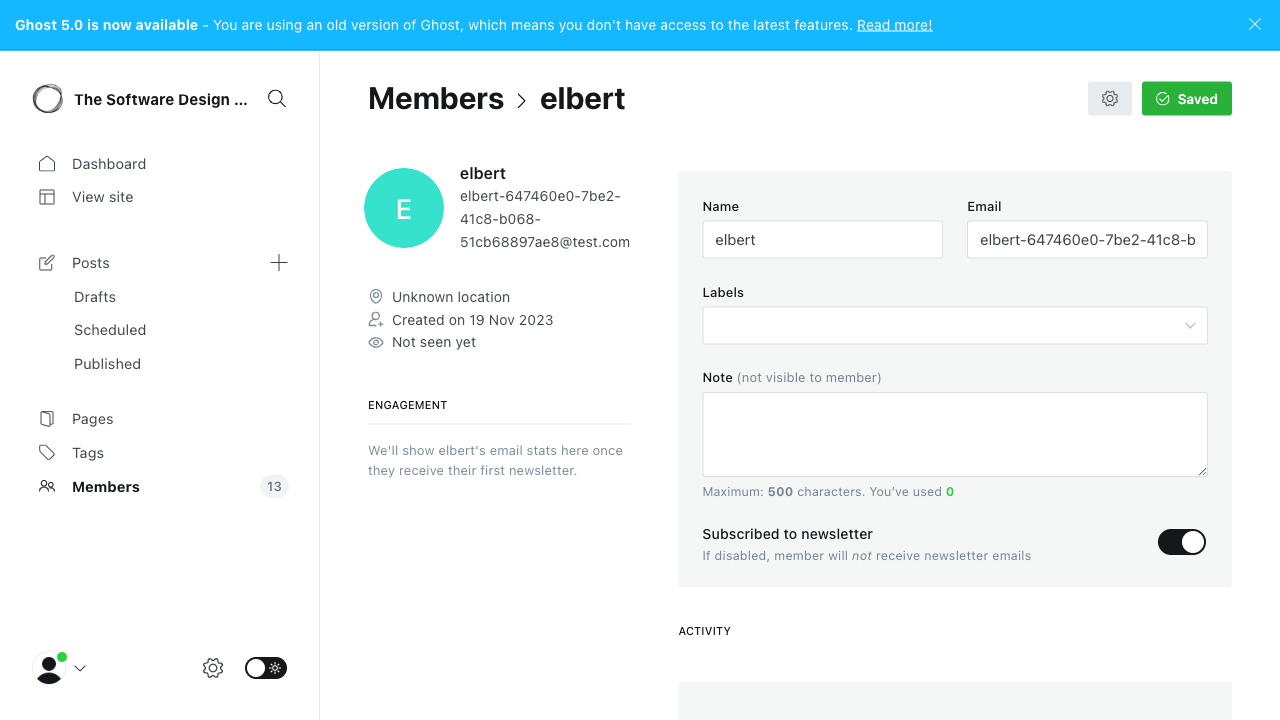 Ghost 5.0 is now available - You are using an old version of Ghost, which means you don't have access to the latest features. Read more!
The Software Design ...
Dashboard
View site
Posts
Drafts
Scheduled
Published
Pages
Tags
Members 13
Members > elbert
Saved
E
elbert
elbert-647460e0-7be2-
41c8-b068-
51cb68897ae8@test.com
Unknown location
Created on 19 Nov 2023
Not seen yet
ENGAGEMENT
We'll show elbert's email stats here once
they receive their first newsletter.
Name
elbert
Email
elbert-647460e0-7be2-41c8-b
Labels
Note (not visible to member)
Maximum: 500 characters. You've used 0
Subscribed to newsletter
If disabled, member will not receive newsletter emails
ACTIVITY